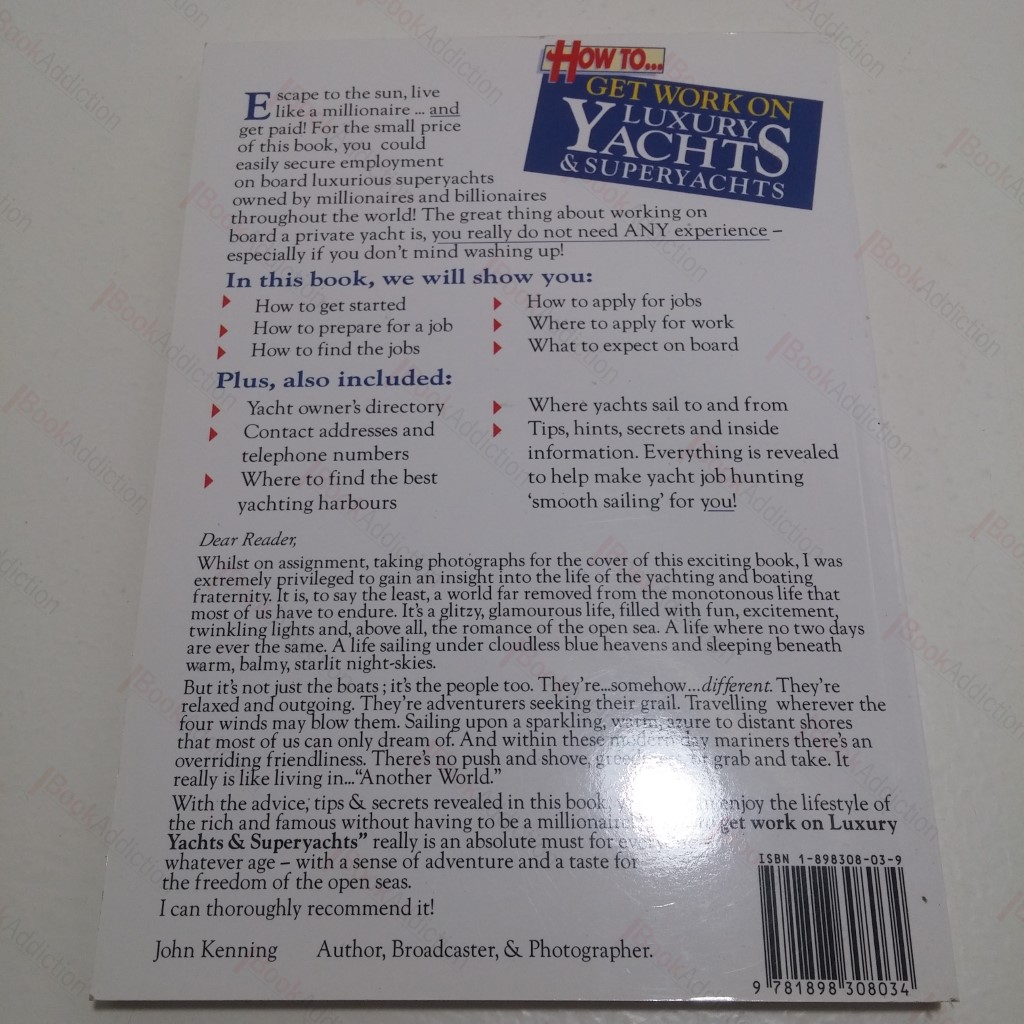 HOW TO...
GET WORK ON
LUXURY
YACHTS
& SUPERYACHTS
Escape to the sun, live
like a millionaire ... and
get paid! For the small price
of this book, you could
easily secure employment
on board luxurious superyachts
owned by millionaires and billionaires
throughout the world! The great thing about working on
board a private yacht is, you really do not need ANY experience –
especially if you don't mind washing up!
In this book, we will show you:
How to get started
How to prepare for a job
How to find the jobs
How to apply for jobs
Where to apply for work
What to expect on board
Plus, also included:
Yacht owner's directory
Contact addresses and
telephone numbers
Where to find the best
yachting harbours
Where yachts sail to and from
Tips, hints, secrets and inside
information. Everything is revealed
to help make yacht job hunting
'smooth sailing' for you!
Dear Reader,
Whilst on assignment, taking photographs for the cover of this exciting book, I was
extremely privileged to gain an insight into the life of the yachting and boating
fraternity. It is, to say the least, a world far removed from the monotonous life that
most of us have to endure. It's a glitzy, glamourous life, filled with fun, excitement,
twinkling lights and, above all, the romance of the open sea. A life where no two days
are ever the same. A life sailing under cloudless blue heavens and sleeping beneath
warm, balmy, starlit night-skies.
But it's not just the boats ; it's the people too. They're...somehow...different. They're
relaxed and outgoing. They're adventurers seeking their grail. Travelling wherever the
four winds may blow them. Sailing upon a sparkling, warm, azure to distant shores
that most of us can only dream of. And within these modern day mariners there's an
overriding friendliness. There's no push and shove, grab and take. It
really is like living in..."Another World."
With the advice, tips & secrets revealed in this book, enjoy the lifestyle of
the rich and famous without having to be a get work on Luxury
Yachts & Superyachts" really is an absolute must for
whatever age – with a sense of adventure and a taste for
the freedom of the open seas.
I can thoroughly recommend it!
John Kenning Author, Broadcaster, & Photographer.
ISBN 1-898308-03-9
9 781898 308034
BookAddiction